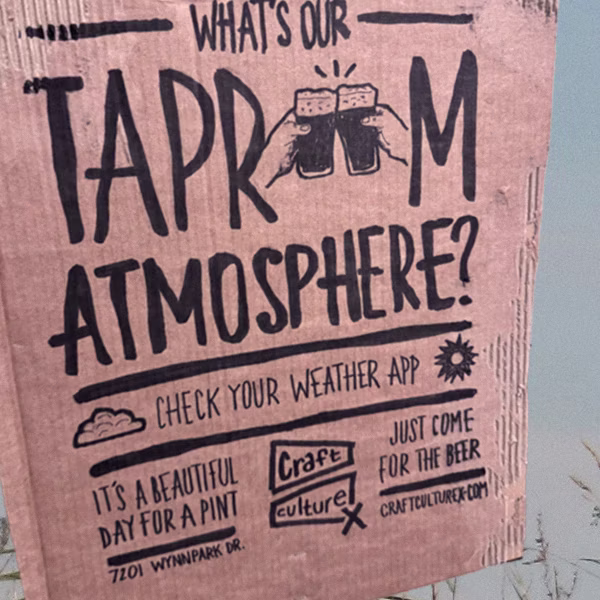 WHAT'S OUR
TAPROOM
ATMOSPHERE?
CHECK YOUR WEATHER APP
IT'S A BEAUTIFUL
DAY FOR A PINT
7201 WYNNPARK DR.
Craft
culture
X
JUST COME
FOR THE BEER
CRAFTCULTUREX.COM